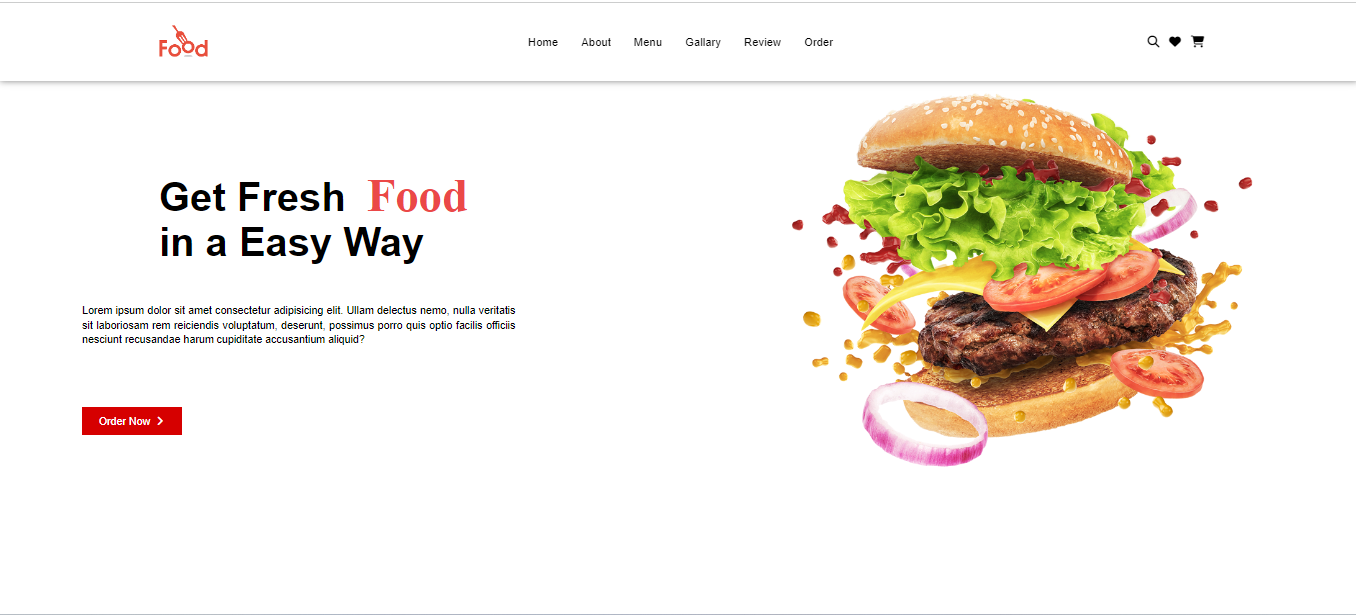 Food
Home About Menu Gallary Review Order
Get Fresh Food
in a Easy Way
Lorem ipsum dolor sit amet consectetur adipisicing elit. Ullam delectus nemo, nulla veritatis
sit laboriosam rem reiciendis voluptatum, deserunt, possimus porro quis optio facilis officiis
nesciunt recusandae harum cupiditate accusantium aliquid?
Order Now